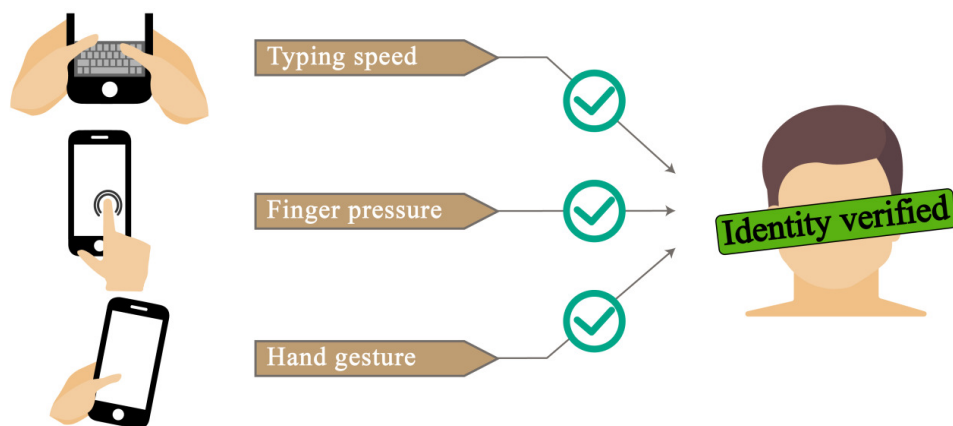 Typing speed
Finger pressure
Identity verified
Hand gesture